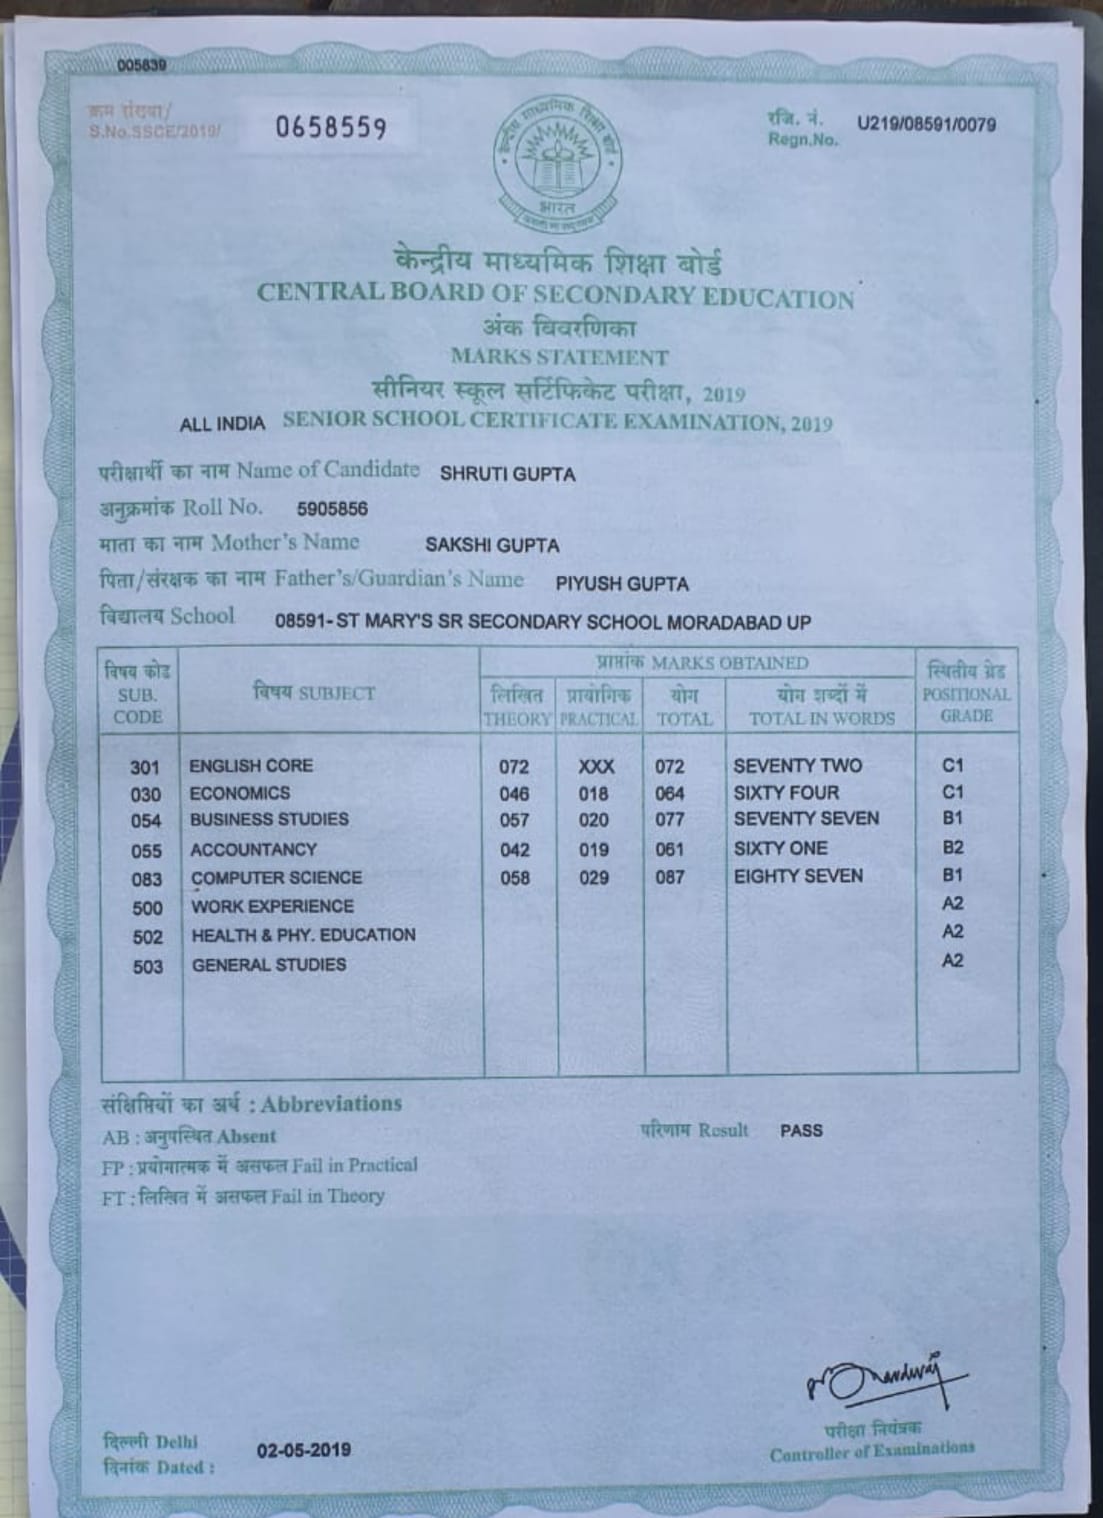 005839
क्रम संख्या/
S.No.SSCE/2019/
0658559
रजि. नं.
Regn.No.
U219/08591/0079
केन्द्रीय माध्यमिक शिक्षा बोर्ड
भारत
केन्द्रीय माध्यमिक शिक्षा बोर्ड
CENTRAL BOARD OF SECONDARY EDUCATION
अंक विवरणिका
MARKS STATEMENT
सीनियर स्कूल सर्टिफिकेट परीक्षा, 2019
ALL INDIA SENIOR SCHOOL CERTIFICATE EXAMINATION, 2019
परीक्षार्थी का नाम Name of Candidate SHRUTI GUPTA
अनुक्रमांक Roll No. 5905856
माता का नाम Mother's Name SAKSHI GUPTA
पिता/संरक्षक का नाम Father's/Guardian's Name PIYUSH GUPTA
विद्यालय School 08591- ST MARY'S SR SECONDARY SCHOOL MORADABAD UP
विषय कोड SUB. CODE
विषय SUBJECT
प्राप्तांक MARKS OBTAINED
लिखित THEORY
प्रायोगिक PRACTICAL
योग TOTAL
योग शब्दों में TOTAL IN WORDS
स्थितीय ग्रेड POSITIONAL GRADE
301 ENGLISH CORE 072 XXX 072 SEVENTY TWO C1
030 ECONOMICS 046 018 064 SIXTY FOUR C1
054 BUSINESS STUDIES 057 020 077 SEVENTY SEVEN B1
055 ACCOUNTANCY 042 019 061 SIXTY ONE B2
083 COMPUTER SCIENCE 058 029 087 EIGHTY SEVEN B1
500 WORK EXPERIENCE A2
502 HEALTH & PHY. EDUCATION A2
503 GENERAL STUDIES A2
संक्षिप्तियों का अर्थ : Abbreviations
AB : अनुपस्थित Absent
परिणाम Result PASS
FP : प्रयोगात्मक में असफल Fail in Practical
FT : लिखित में असफल Fail in Theory
दिल्ली Delhi
दिनांक Dated :
02-05-2019
परीक्षा नियंत्रक
Controller of Examinations